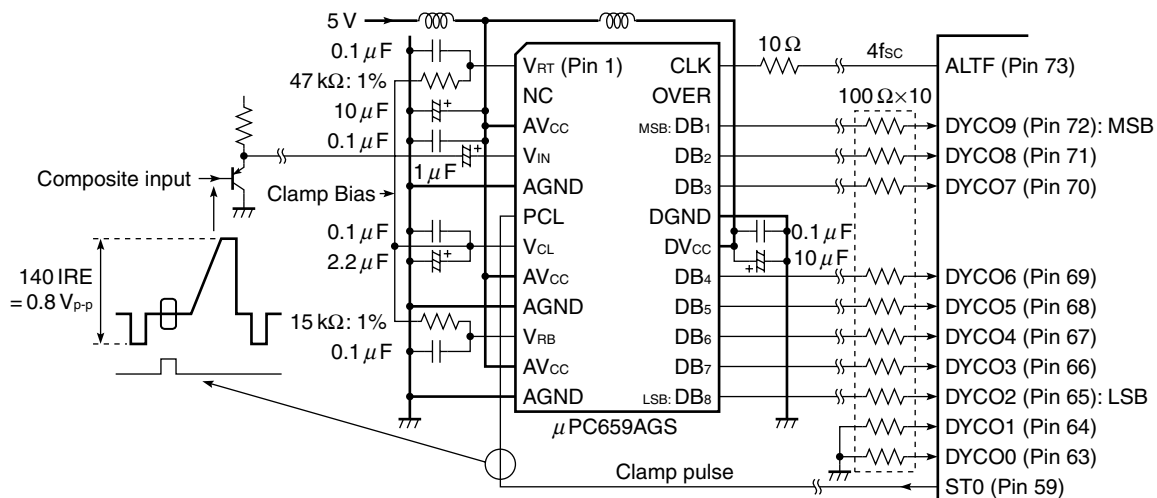 5 V
0.1 μF
47 kΩ: 1%
10 μF
0.1 μF
1 μF
Composite input
Clamp Bias
0.1 μF
2.2 μF
140 IRE
= 0.8 Vp-p
15 kΩ: 1%
0.1 μF
VRT (Pin 1)
NC
AVCC
VIN
AGND
PCL
VCL
AVCC
AGND
VRB
AVCC
AGND
CLK
OVER
MSB: DB1
DB2
DB3
DGND
DVCC
DB4
DB5
DB6
DB7
LSB: DB8
μPC659AGS
10 Ω
4fSC
100 Ω×10
0.1 μF
10 μF
ALTF (Pin 73)
DYCO9 (Pin 72): MSB
DYCO8 (Pin 71)
DYCO7 (Pin 70)
DYCO6 (Pin 69)
DYCO5 (Pin 68)
DYCO4 (Pin 67)
DYCO3 (Pin 66)
DYCO2 (Pin 65): LSB
DYCO1 (Pin 64)
DYCO0 (Pin 63)
ST0 (Pin 59)
Clamp pulse
+
+
+
+